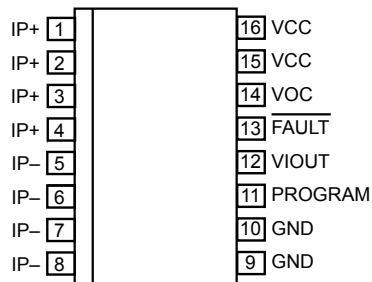 IP+ 1 16 VCC
IP+ 2 15 VCC
IP+ 3 14 VOC
IP+ 4 13 FAULT
IP– 5 12 VIOUT
IP– 6 11 PROGRAM
IP– 7 10 GND
IP– 8 9 GND